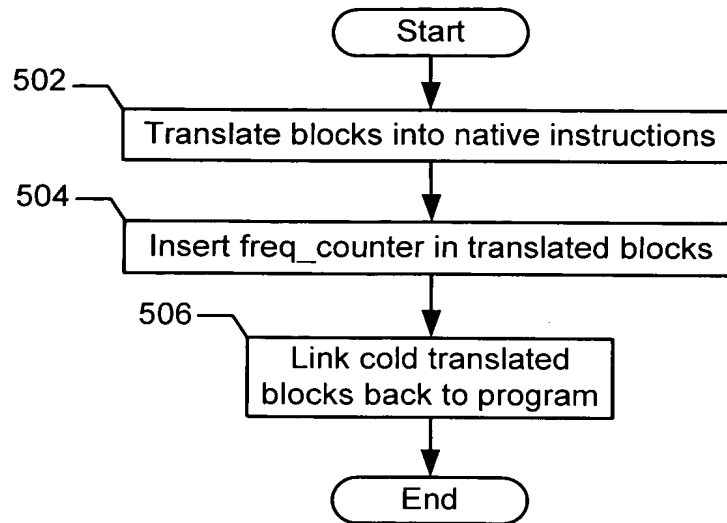 Start
502
Translate blocks into native instructions
504
Insert freq_counter in translated blocks
506
Link cold translated
blocks back to program
End